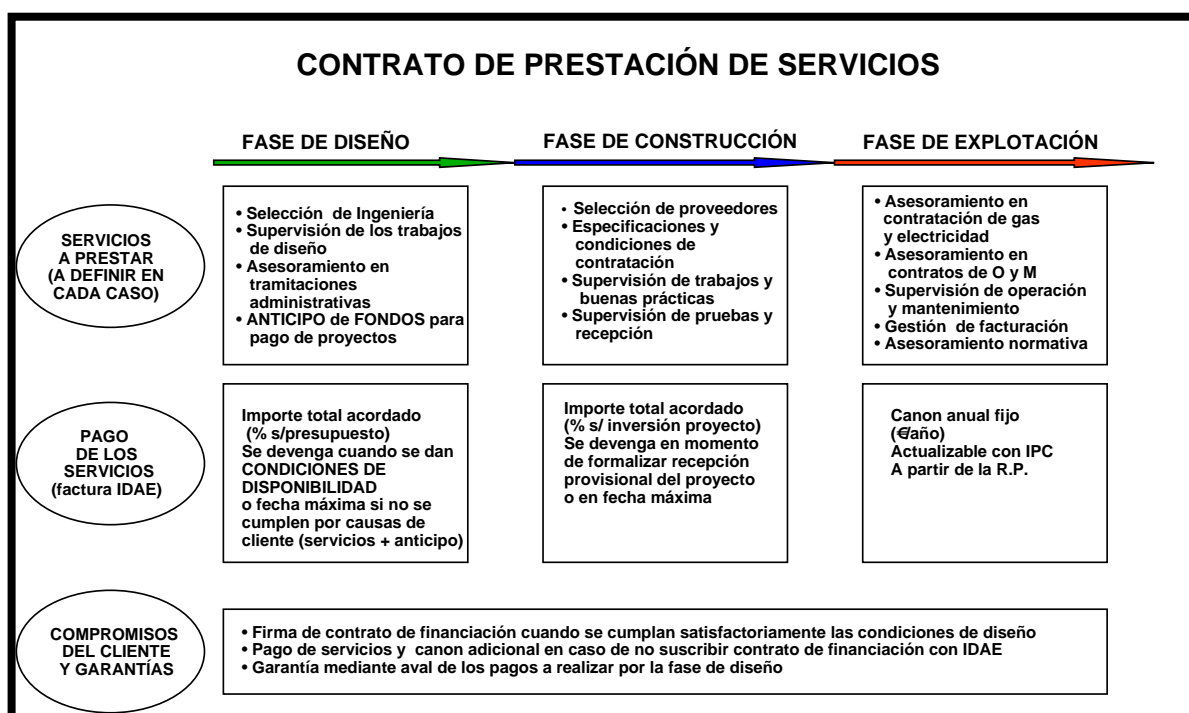 CONTRATO DE PRESTACIÓN DE SERVICIOS
FASE DE DISEÑO
FASE DE CONSTRUCCIÓN
FASE DE EXPLOTACIÓN
SERVICIOS
A PRESTAR
(A DEFINIR EN
CADA CASO)
• Selección de Ingeniería
• Supervisión de los trabajos
de diseño
• Asesoramiento en
tramitaciones
administrativas
• ANTICIPO de FONDOS para
pago de proyectos
• Selección de proveedores
• Especificaciones y
condiciones de
contratación
• Supervisión de trabajos y
buenas prácticas
• Supervisión de pruebas y
recepción
• Asesoramiento en
contratación de gas
y electricidad
• Asesoramiento en
contratos de O y M
• Supervisión de operación
y mantenimiento
• Gestión de facturación
• Asesoramiento normativa
PAGO
DE LOS
SERVICIOS
(factura IDAE)
Importe total acordado
(% s/presupuesto)
Se devenga cuando se dan
CONDICIONES DE
DISPONIBILIDAD
o fecha máxima si no se
cumplen por causas de
cliente (servicios + anticipo)
Importe total acordado
(% s/ inversión proyecto)
Se devenga en momento
de formalizar recepción
provisional del proyecto
o en fecha máxima
Canon anual fijo
(€/año)
Actualizable con IPC
A partir de la R.P.
COMPROMISOS
DEL CLIENTE
Y GARANTÍAS
• Firma de contrato de financiación cuando se cumplan satisfactoriamente las condiciones de diseño
• Pago de servicios y canon adicional en caso de no suscribir contrato de financiación con IDAE
• Garantía mediante aval de los pagos a realizar por la fase de diseño